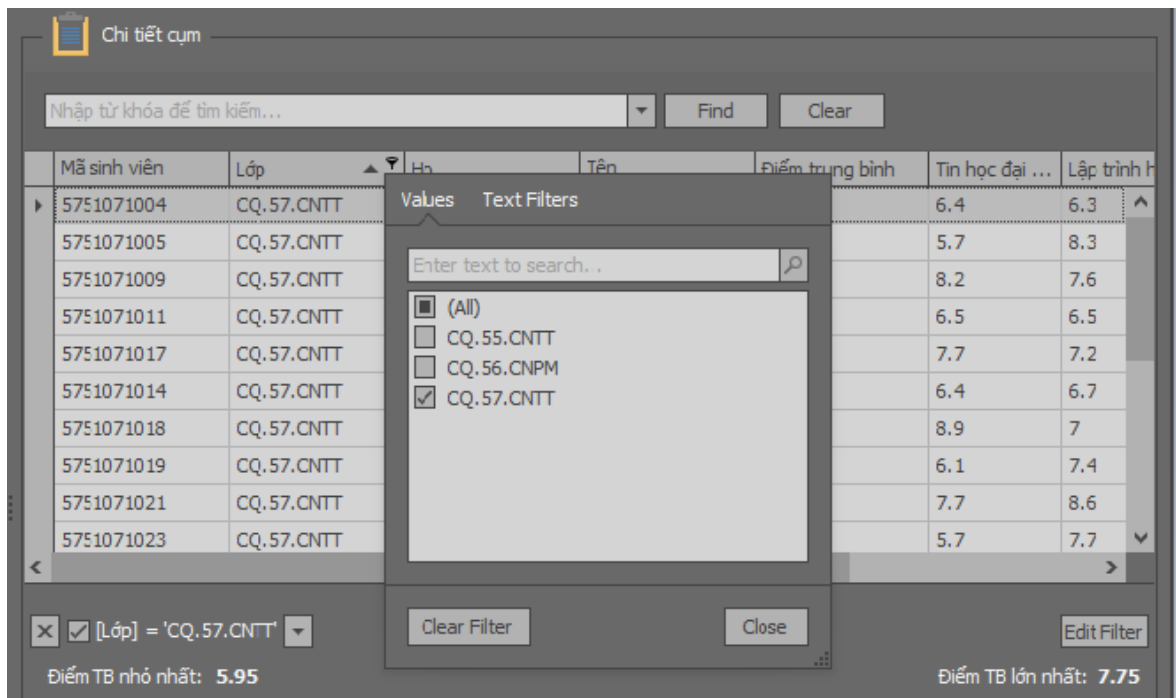 Chi tiết cụm
Nhập từ khóa để tìm kiếm...
Find
Clear
Mã sinh viên Lớp Họ Tên Điểm trung bình Tin học đại ... Lập trình h
5751071004 CQ.57.CNTT 6.4 6.3
5751071005 CQ.57.CNTT 5.7 8.3
5751071009 CQ.57.CNTT 8.2 7.6
5751071011 CQ.57.CNTT 6.5 6.5
5751071017 CQ.57.CNTT 7.7 7.2
5751071014 CQ.57.CNTT 6.4 6.7
5751071018 CQ.57.CNTT 8.9 7
5751071019 CQ.57.CNTT 6.1 7.4
5751071021 CQ.57.CNTT 7.7 8.6
5751071023 CQ.57.CNTT 5.7 7.7
Values Text Filters
Enter text to search...
(All)
CQ.55.CNTT
CQ.56.CNPM
CQ.57.CNTT
Clear Filter Close
[Lớp] = 'CQ.57.CNTT'
Edit Filter
Điểm TB nhỏ nhất: 5.95
Điểm TB lớn nhất: 7.75